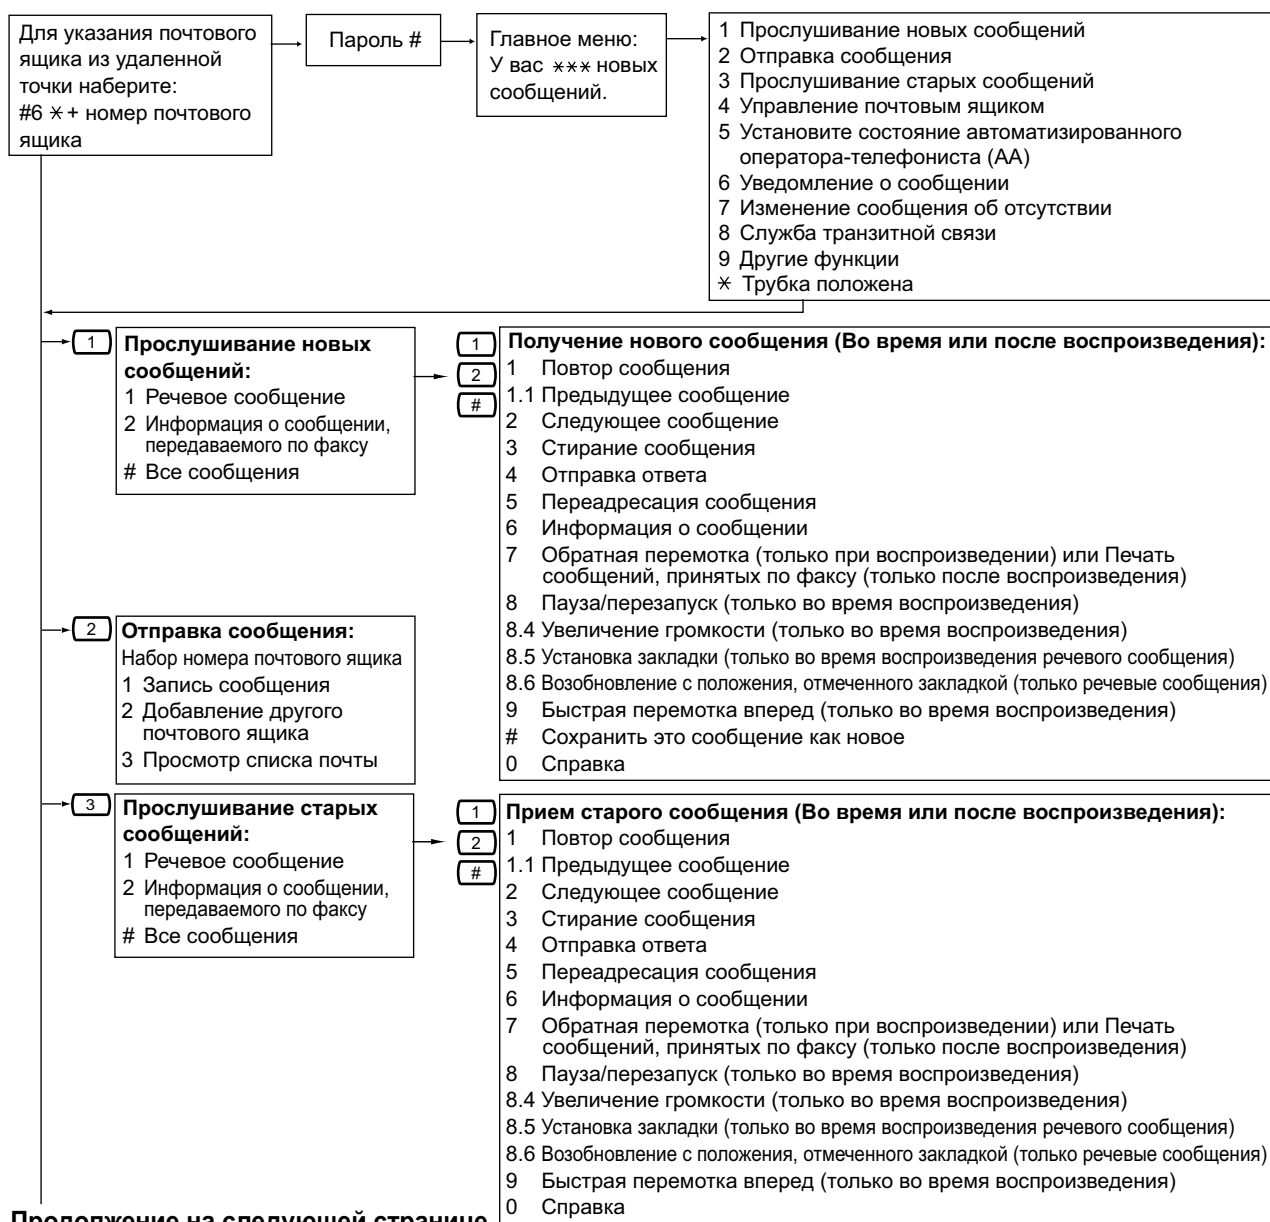 Для указания почтового
ящика из удаленной
точки наберите:
#6 ✳ + номер почтового
ящика
Пароль #
Главное меню:
У вас ✳✳✳ новых
сообщений.
1 Прослушивание новых сообщений
2 Отправка сообщения
3 Прослушивание старых сообщений
4 Управление почтовым ящиком
5 Установите состояние автоматизированного
оператора-телефониста (АА)
6 Уведомление о сообщении
7 Изменение сообщения об отсутствии
8 Служба транзитной связи
9 Другие функции
✳ Трубка положена
1
Прослушивание новых
сообщений:
1 Речевое сообщение
2 Информация о сообщении,
передаваемого по факсу
# Все сообщения
1
2
#
Получение нового сообщения (Во время или после воспроизведения):
1 Повтор сообщения
1.1 Предыдущее сообщение
2 Следующее сообщение
3 Стирание сообщения
4 Отправка ответа
5 Переадресация сообщения
6 Информация о сообщении
7 Обратная перемотка (только при воспроизведении) или Печать
сообщений, принятых по факсу (только после воспроизведения)
8 Пауза/перезапуск (только во время воспроизведения)
8.4 Увеличение громкости (только во время воспроизведения)
8.5 Установка закладки (только во время воспроизведения речевого сообщения)
8.6 Возобновление с положения, отмеченного закладкой (только речевые сообщения)
9 Быстрая перемотка вперед (только во время воспроизведения)
# Сохранить это сообщение как новое
0 Справка
2
Отправка сообщения:
Набор номера почтового ящика
1 Запись сообщения
2 Добавление другого
почтового ящика
3 Просмотр списка почты
3
Прослушивание старых
сообщений:
1 Речевое сообщение
2 Информация о сообщении,
передаваемого по факсу
# Все сообщения
1
2
#
Прием старого сообщения (Во время или после воспроизведения):
1 Повтор сообщения
1.1 Предыдущее сообщение
2 Следующее сообщение
3 Стирание сообщения
4 Отправка ответа
5 Переадресация сообщения
6 Информация о сообщении
7 Обратная перемотка (только при воспроизведении) или Печать
сообщений, принятых по факсу (только после воспроизведения)
8 Пауза/перезапуск (только во время воспроизведения)
8.4 Увеличение громкости (только во время воспроизведения)
8.5 Установка закладки (только во время воспроизведения речевого сообщения)
8.6 Возобновление с положения, отмеченного закладкой (только речевые сообщения)
9 Быстрая перемотка вперед (только во время воспроизведения)
0 Справка
Продолжение на следующей странице